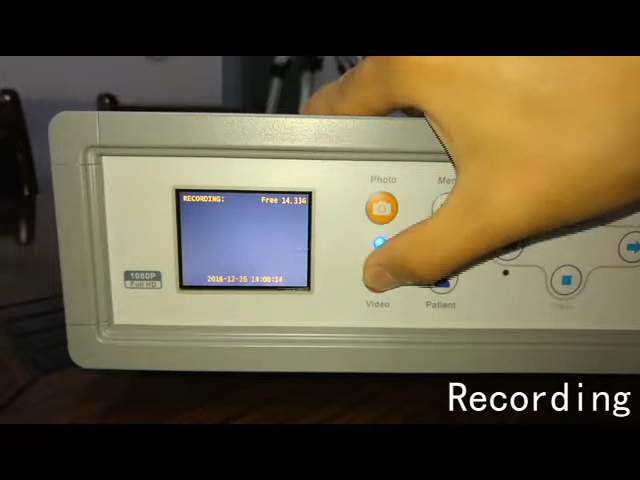 Photo
RECORDING:
Free 14.33G
1080P
Full HD
2016-12-26 14:00:14
Video
Patient
Recording